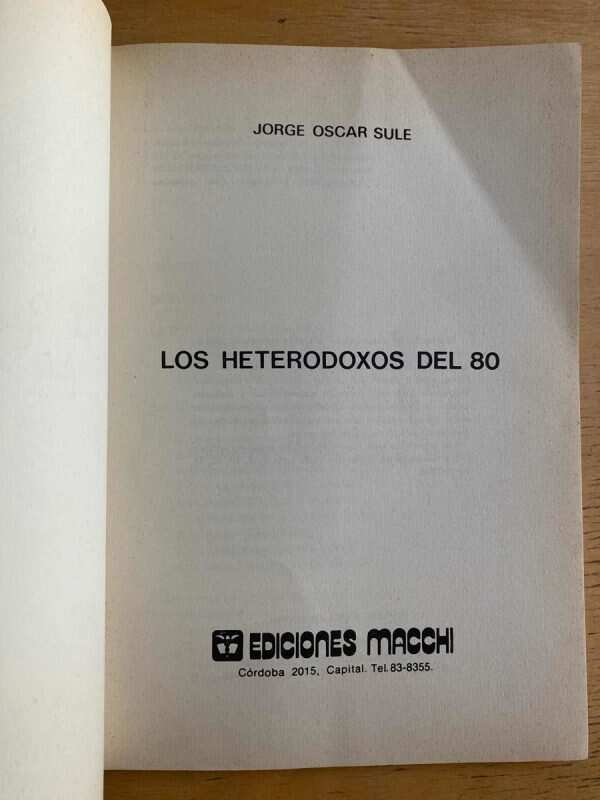 JORGE OSCAR SULE
LOS HETERODOXOS DEL 80
EDICIONES MACCHI
Córdoba 2015, Capital. Tel. 83-8355.